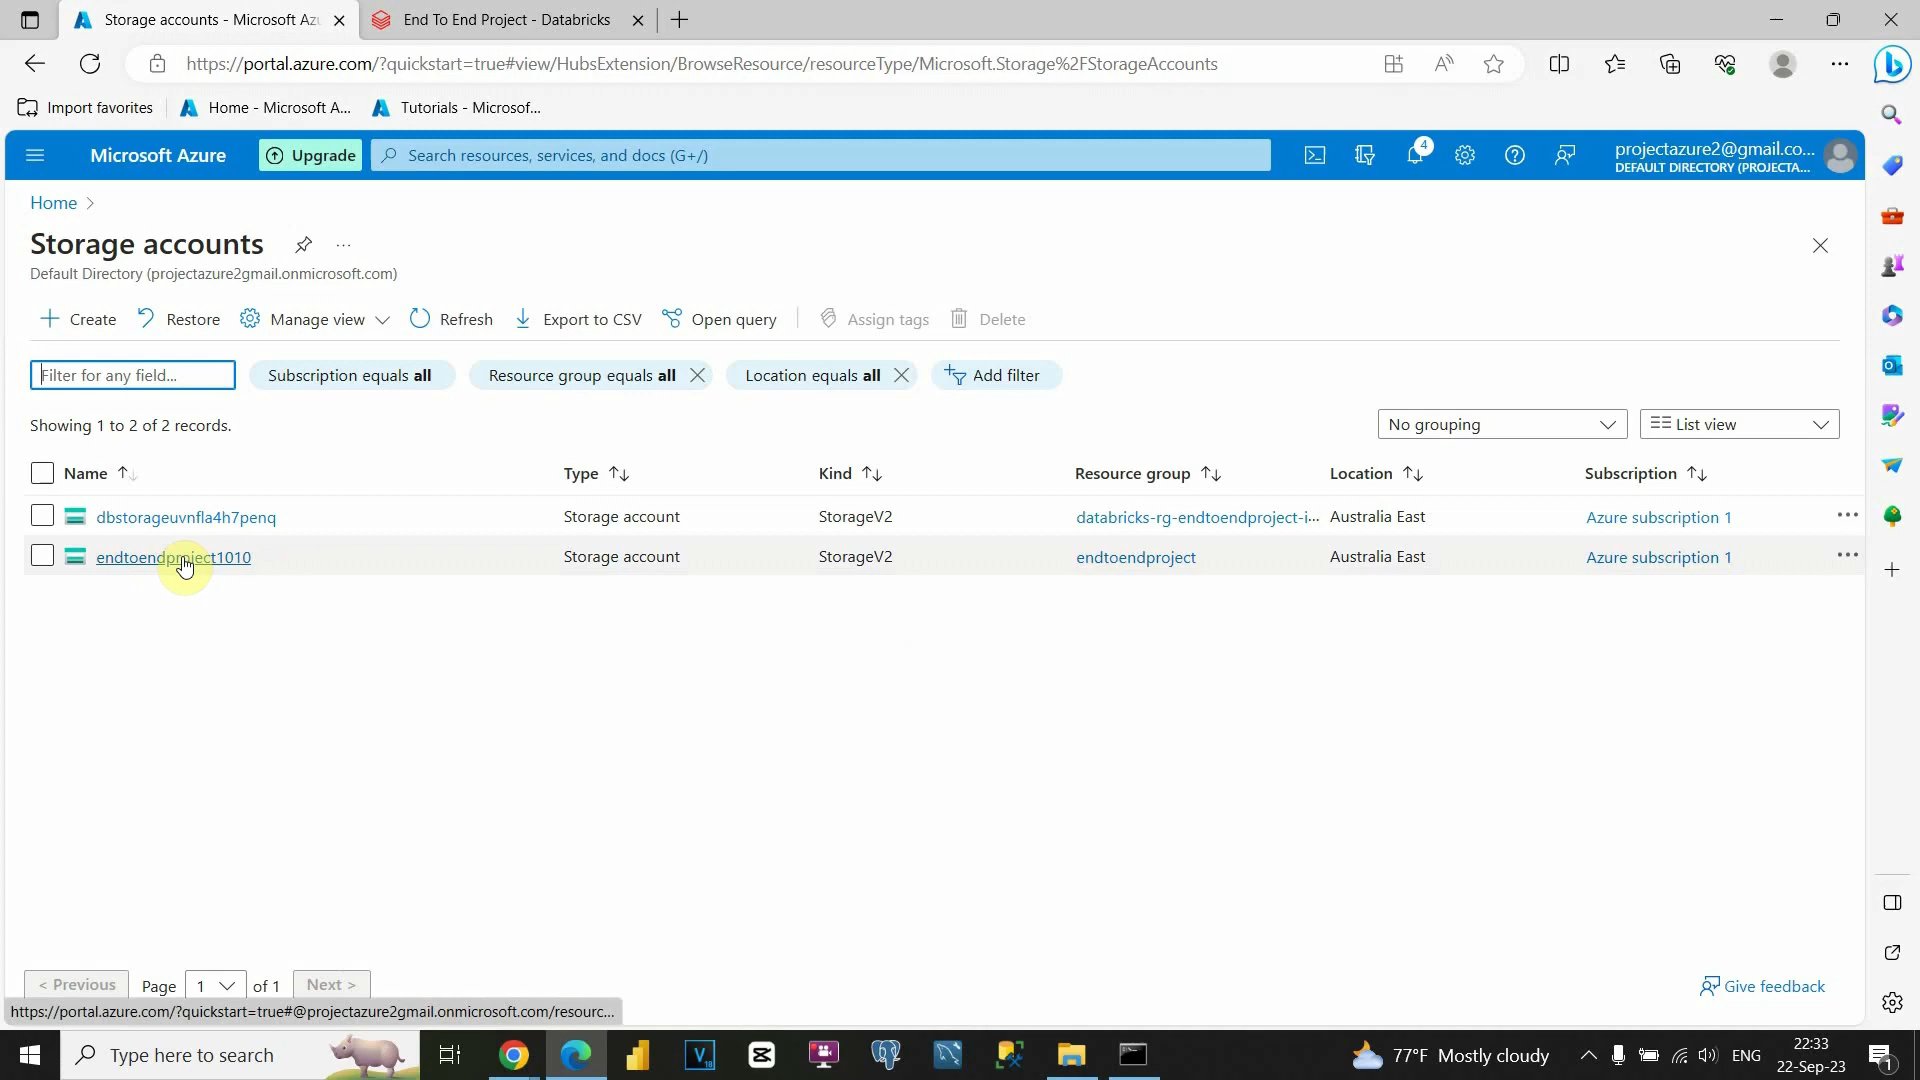 Storage accounts - Microsoft Az
End To End Project - Databricks
https://portal.azure.com/?quickstart=true#view/HubsExtension/BrowseResource/resourceType/Microsoft.Storage%2FStorageAccounts
Import favorites
Home - Microsoft A...
Tutorials - Microsof...
Microsoft Azure
Upgrade
Search resources, services, and docs (G+/)
4
projectazure2@gmail.co...
DEFAULT DIRECTORY (PROJECTA...
Home >
Storage accounts
...
Default Directory (projectazure2gmail.onmicrosoft.com)
Create
Restore
Manage view
Refresh
Export to CSV
Open query
Assign tags
Delete
Filter for any field...
Subscription equals all
Resource group equals all
Location equals all
Add filter
Showing 1 to 2 of 2 records.
No grouping
List view
Name
Type
Kind
Resource group
Location
Subscription
dbstorageuvnfla4h7penq
Storage account
StorageV2
databricks-rg-endtoendproject-i...
Australia East
Azure subscription 1
endtoendproject1010
Storage account
StorageV2
endtoendproject
Australia East
Azure subscription 1
< Previous
Page
1
of 1
Next >
Give feedback
https://portal.azure.com/?quickstart=true#@projectazure2gmail.onmicrosoft.com/resourc...
Type here to search
77°F Mostly cloudy
ENG
22:33
22-Sep-23
1